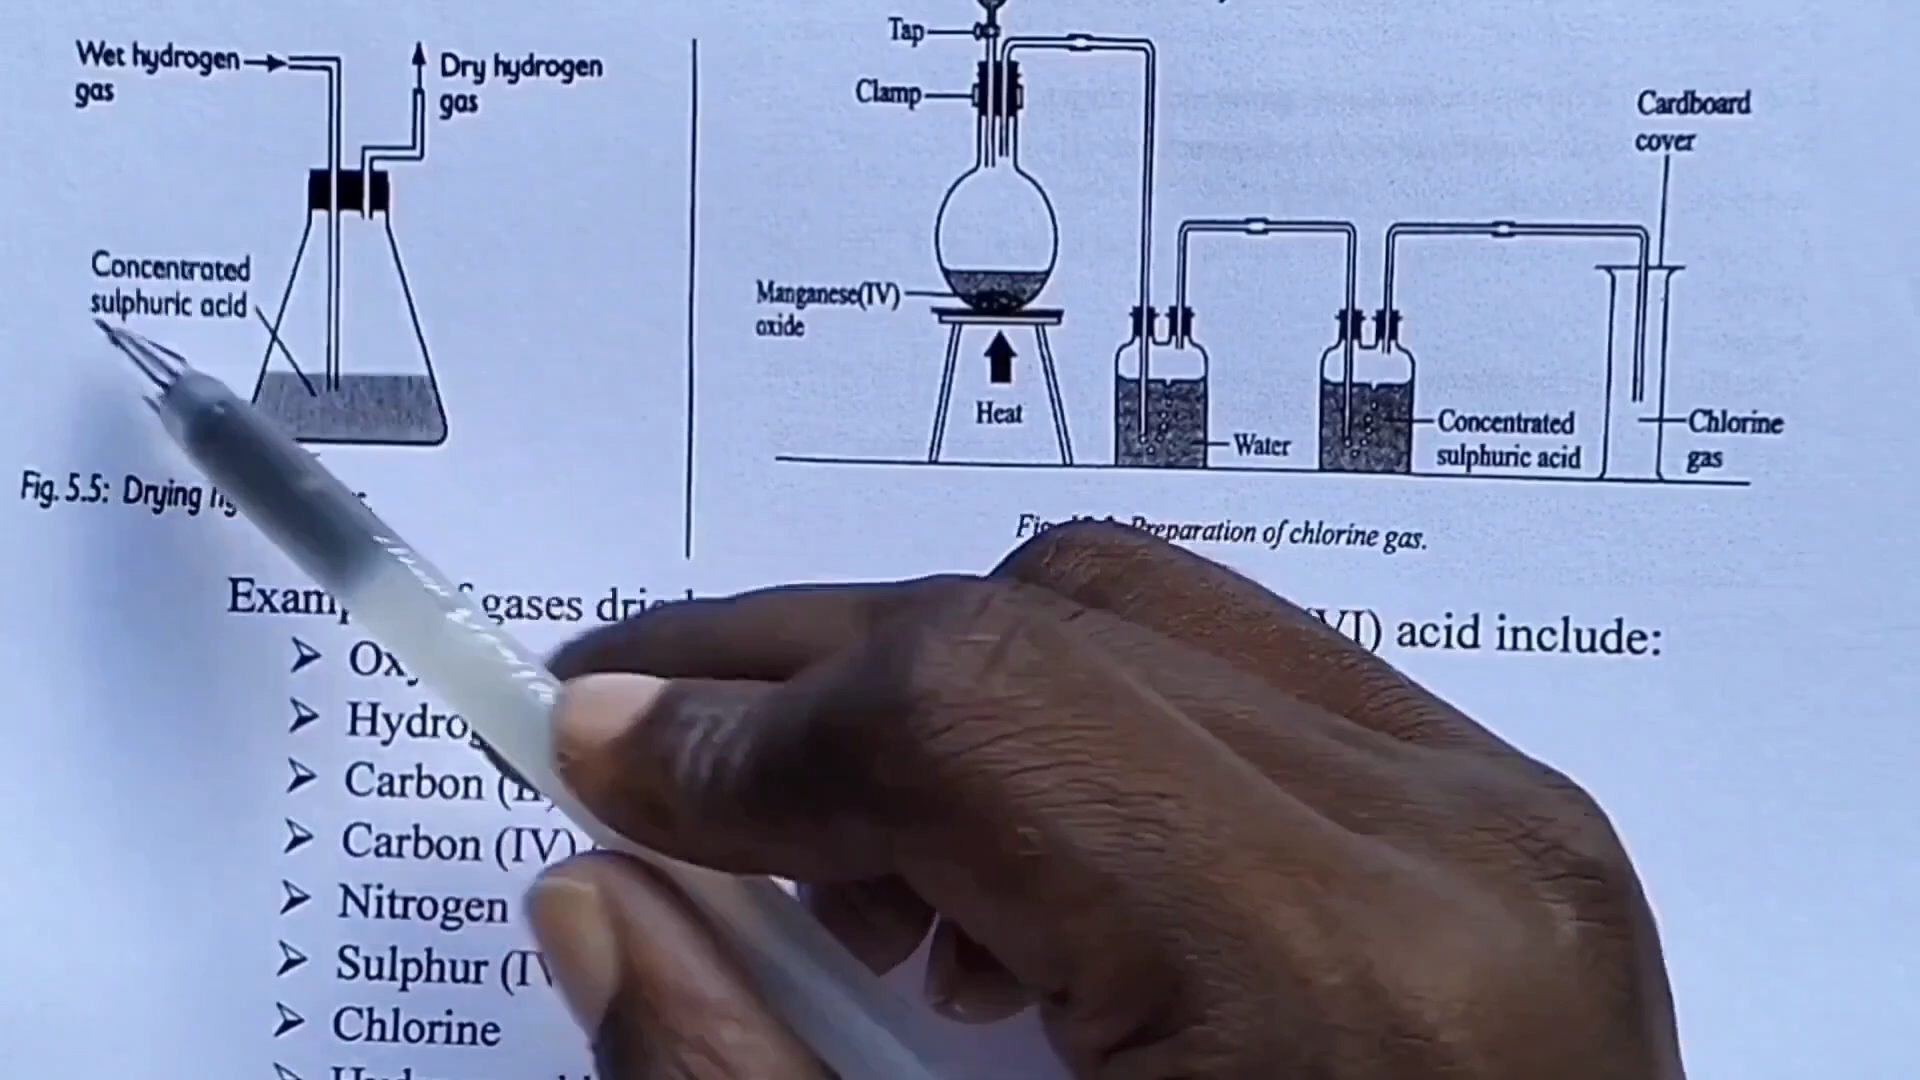 Wet hydrogen
gas
Dry hydrogen
gas
Concentrated
sulphuric acid
Fig. 5.5: Drying
Tap
Clamp
Manganese(IV)
oxide
Heat
Water
Concentrated
sulphuric acid
Cardboard
cover
Chlorine
gas
Preparation of chlorine gas.
gases (VI) acid include:
Hydro
Carbon
Carbon (IV)
Nitrogen
Sulphur
Chlorine